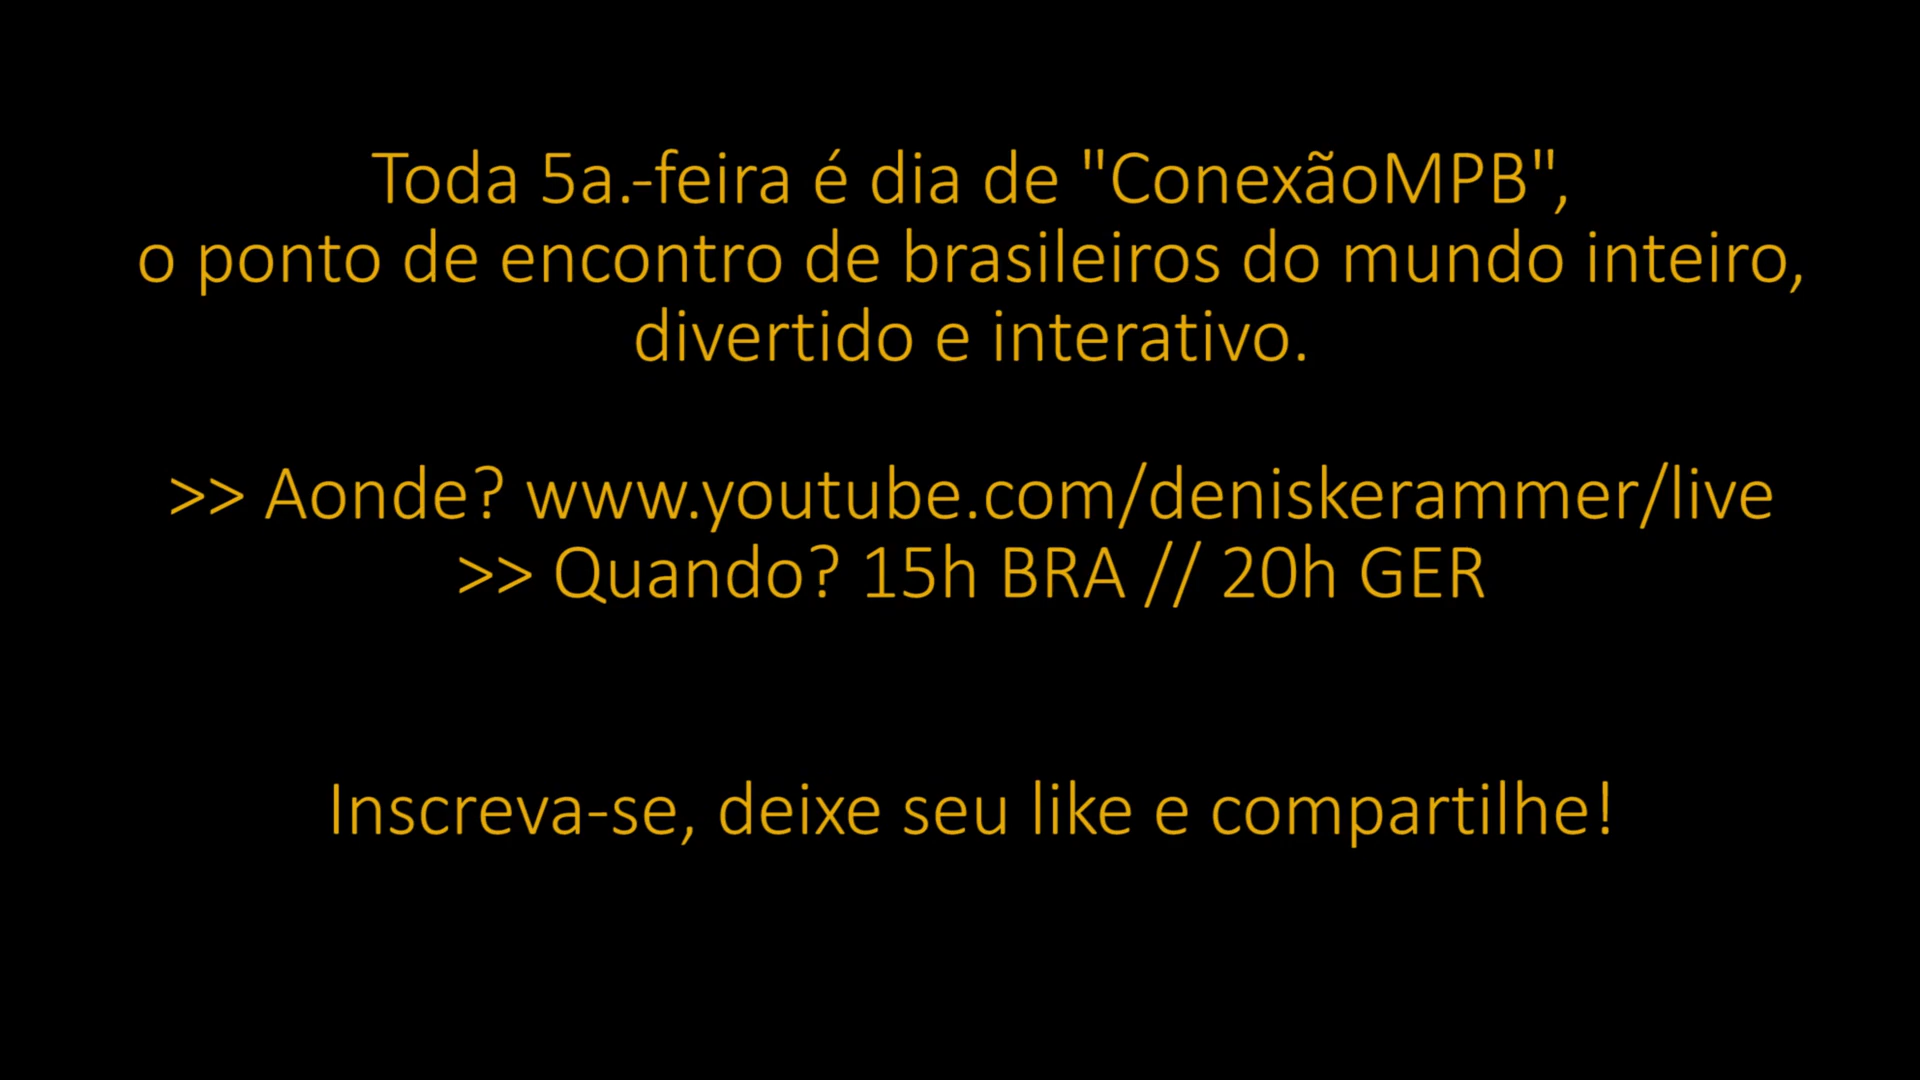 Toda 5a.-feira é dia de "ConexãoMPB",
o ponto de encontro de brasileiros do mundo inteiro,
divertido e interativo.
>> Aonde? www.youtube.com/deniskerammer/live
>> Quando? 15h BRA // 20h GER
Inscreva-se, deixe seu like e compartilhe!